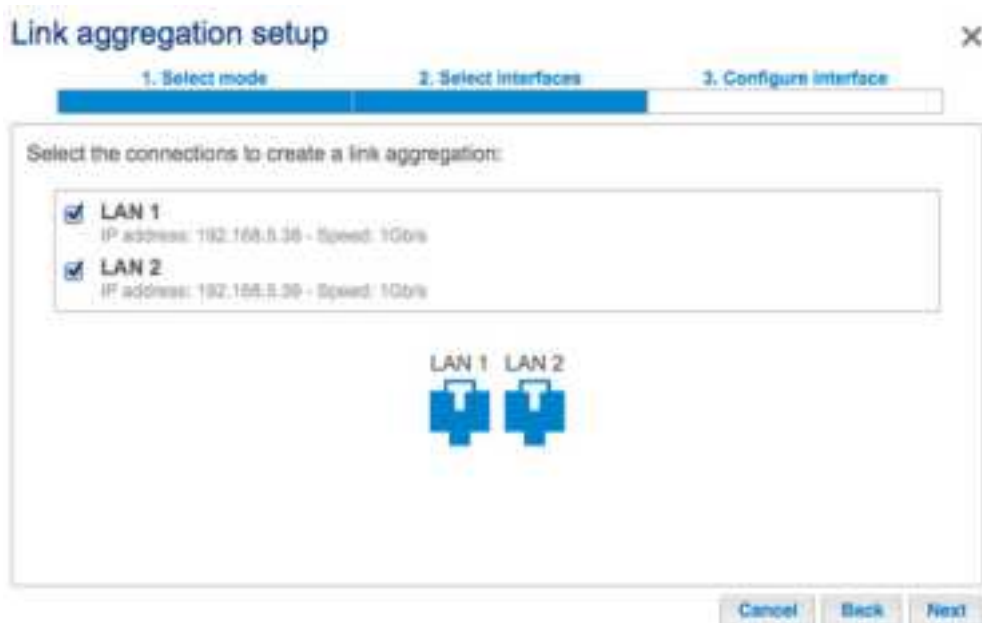 Link aggregation setup
1. Select mode 2. Select interfaces 3. Configure interface
Select the connections to create a link aggregation:
LAN 1
IP address: 192.168.5.38 - Speed: 1Gb/s
LAN 2
IP address: 192.168.5.39 - Speed: 1Gb/s
LAN 1 LAN 2
Cancel Back Next